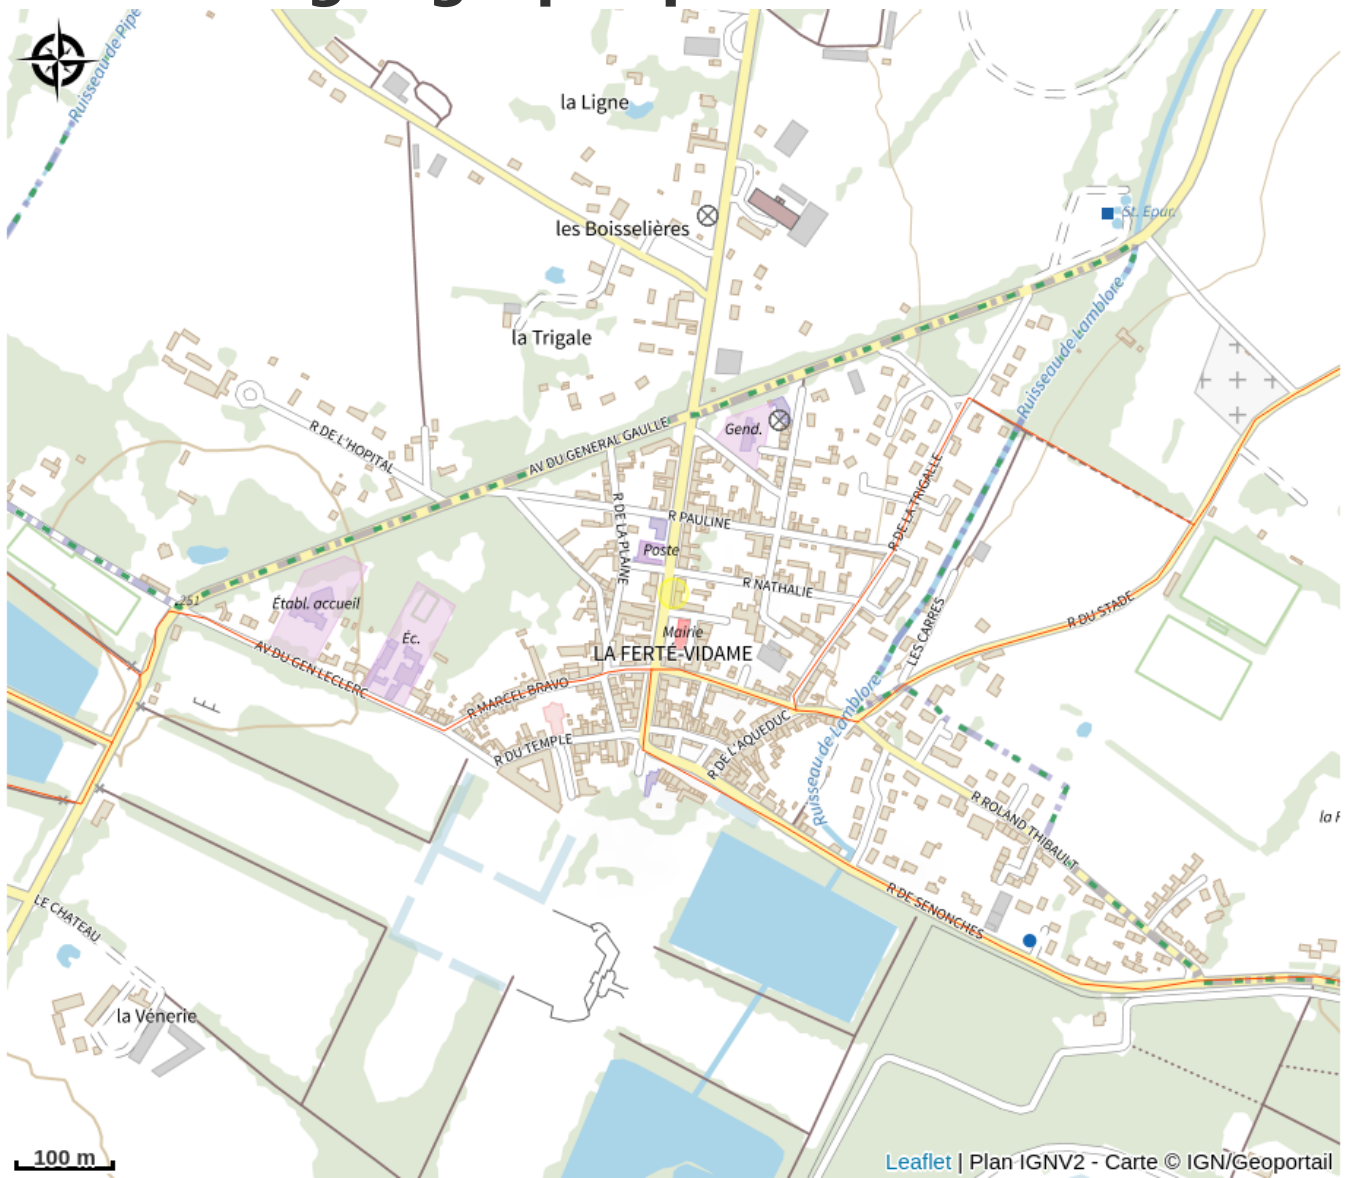 Ruisseau de Pipe
la Ligne
les Boisselières
St. Epur.
la Trigale
Ruisseau de Lamblore
Gend.
AV DU GENERAL GAULLE
R DE L'HOPITAL
R DE LA TRIGALLE
R DE LA PLAINE
R PAULINE
Poste
R NATHALIE
251
Établ. accueil
Éc.
Mairie
LA FERTÉ-VIDAME
R DU STADE
LES CARRES
AV DU GEN LECLERC
R MARCEL BRAVO
R DU TEMPLE
R DE L'AQUEDUC
Ruisseau de Lamblore
R ROLAND THIBAULT
la F
R DE SENONCHES
LE CHATEAU
la Vénerie
100 m
Leaflet | Plan IGNV2 - Carte © IGN/Geoportail